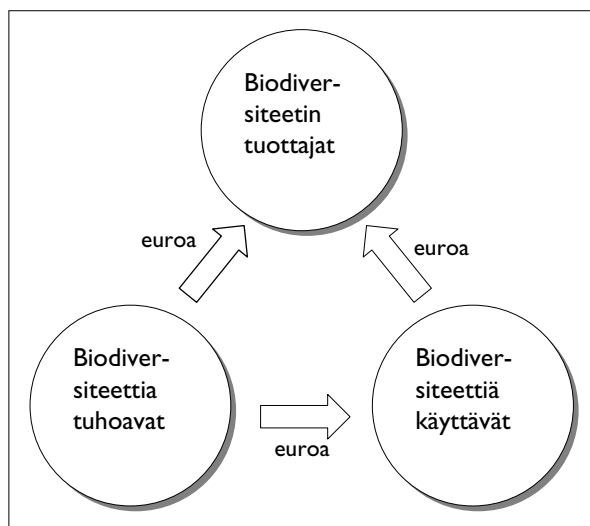 Biodiver-
siteetin
tuottajat
euroa
euroa
Biodiver-
siteettia
tuhoavat
Biodiver-
siteettiä
käyttävät
euroa